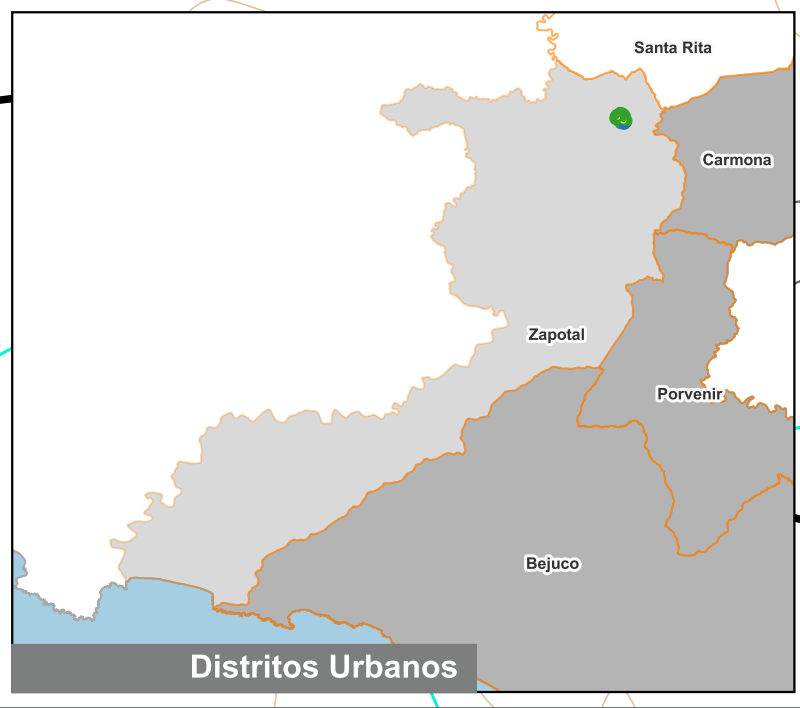 Santa Rita
Carmona
Zapotal
Porvenir
Bejuco
Distritos Urbanos